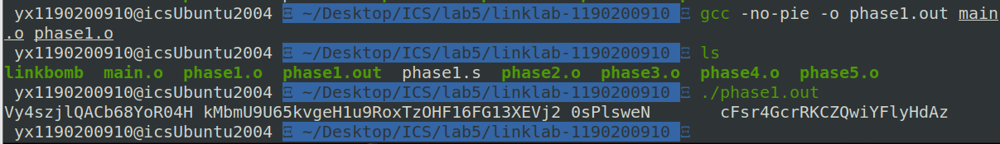 yx1190200910@icsUbuntu2004 ~/Desktop/ICS/lab5/linklab-1190200910 gcc -no-pie -o phase1.out main
.o phase1.o
yx1190200910@icsUbuntu2004 ~/Desktop/ICS/lab5/linklab-1190200910 ls
linkbomb main.o phase1.o phase1.out phase1.s phase2.o phase3.o phase4.o phase5.o
yx1190200910@icsUbuntu2004 ~/Desktop/ICS/lab5/linklab-1190200910 ./phase1.out
Vy4szjlQACb68YoR04H kMbmU9U65kvgeH1u9RoxTzOHF16FG13XEVj2 0sPlsweN cFsr4GcrRKCZQwiYFlyHdAz
yx1190200910@icsUbuntu2004 ~/Desktop/ICS/lab5/linklab-1190200910